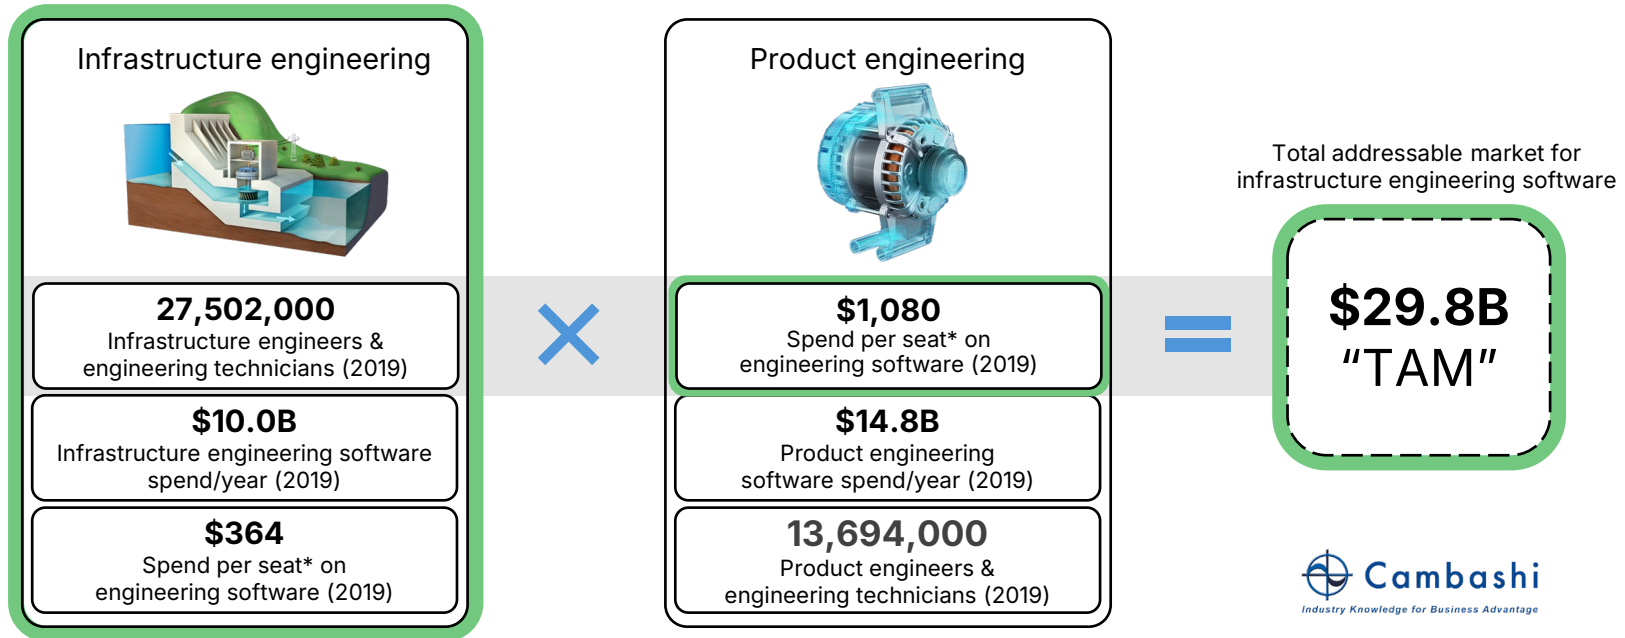 Infrastructure engineering
27,502,000
Infrastructure engineers &
engineering technicians (2019)
$10.0B
Infrastructure engineering software
spend/year (2019)
$364
Spend per seat* on
engineering software (2019)
Product engineering
$1,080
Spend per seat* on
engineering software (2019)
$14.8B
Product engineering
software spend/year (2019)
13,694,000
Product engineers &
engineering technicians (2019)
Total addressable market for
infrastructure engineering software
$29.8B
“TAM”
Cambashi
Industry Knowledge for Business Advantage